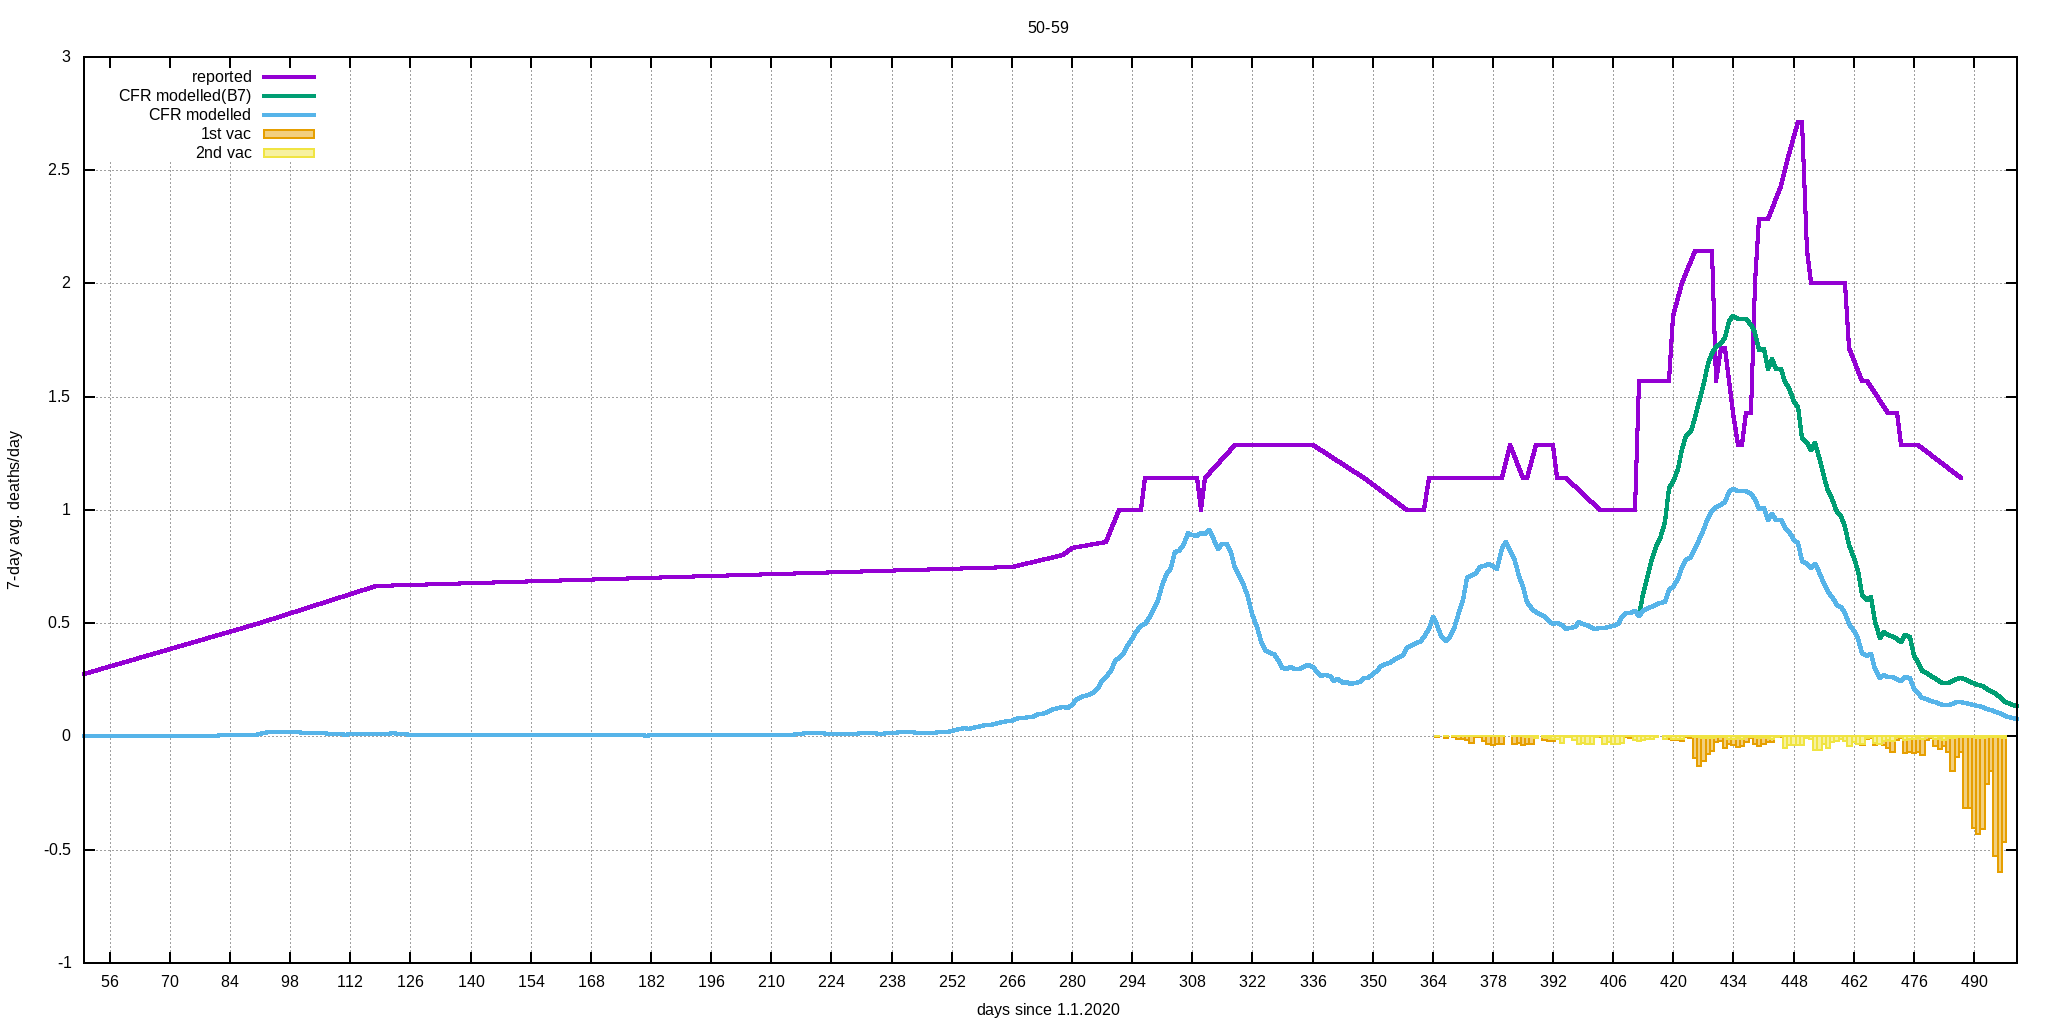 50-59
3
2.5
2
1.5
1
0.5
0
-0.5
-1
7-day avg. deaths/day
reported
CFR modelled(B7)
CFR modelled
1st vac
2nd vac
56 70 84 98 112 126 140 154 168 182 196 210 224 238 252 266 280 294 308 322 336 350 364 378 392 406 420 434 448 462 476 490
days since 1.1.2020